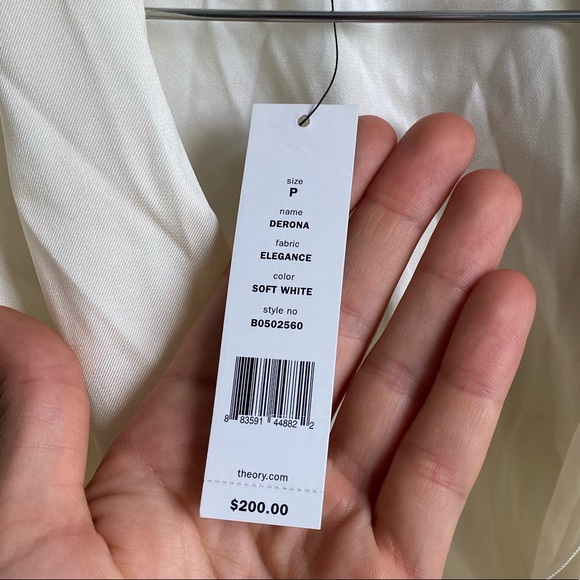 size
P
name
DERONA
fabric
ELEGANCE
color
SOFT WHITE
style no
B0502560
8 83591 44882 2
theory.com
$200.00